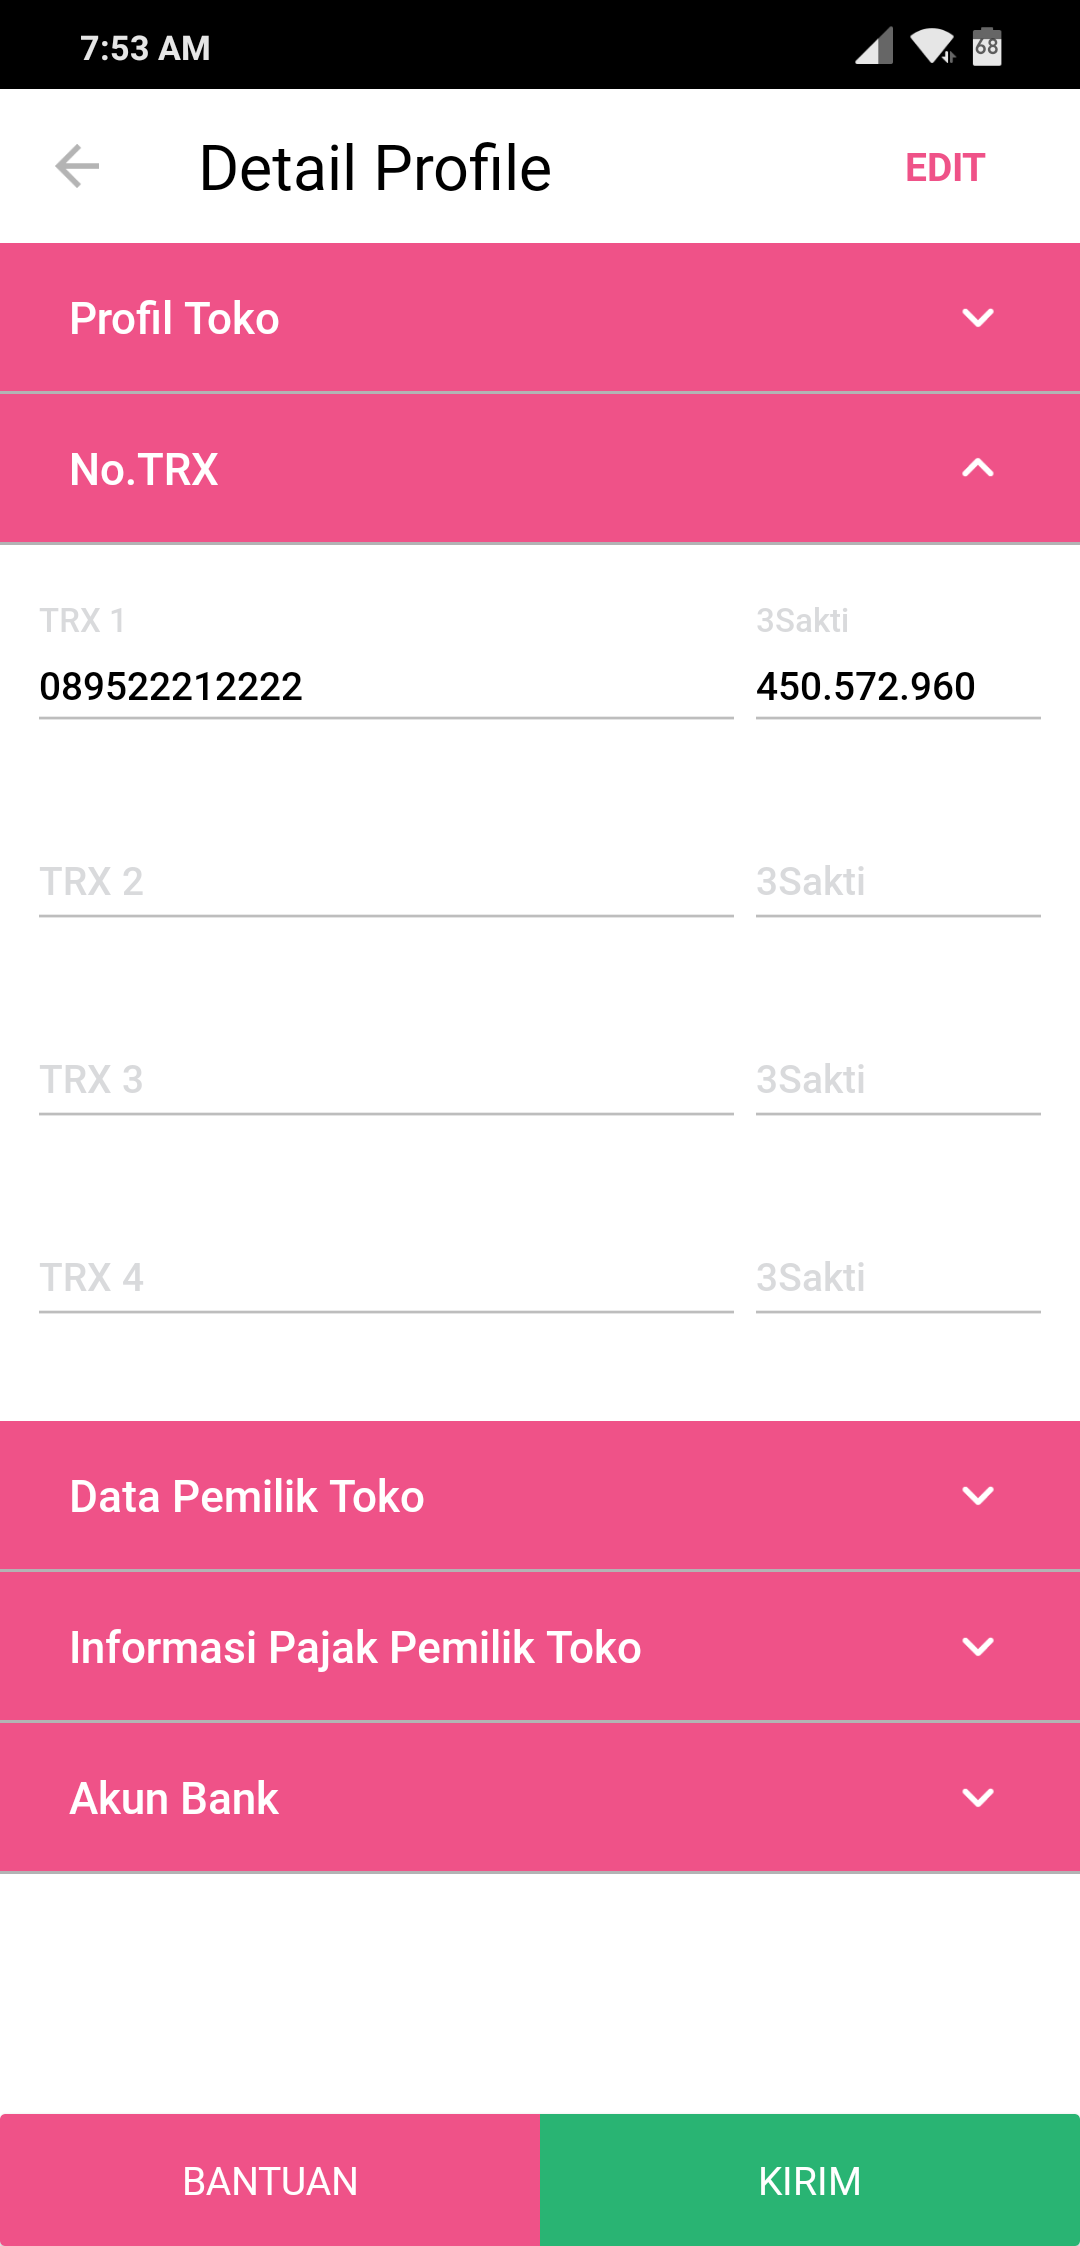 7:53 AM
68
Detail Profile
EDIT
Profil Toko
No.TRX
TRX 1
3Sakti
089522212222
450.572.960
TRX 2
3Sakti
TRX 3
3Sakti
TRX 4
3Sakti
Data Pemilik Toko
Informasi Pajak Pemilik Toko
Akun Bank
BANTUAN
KIRIM